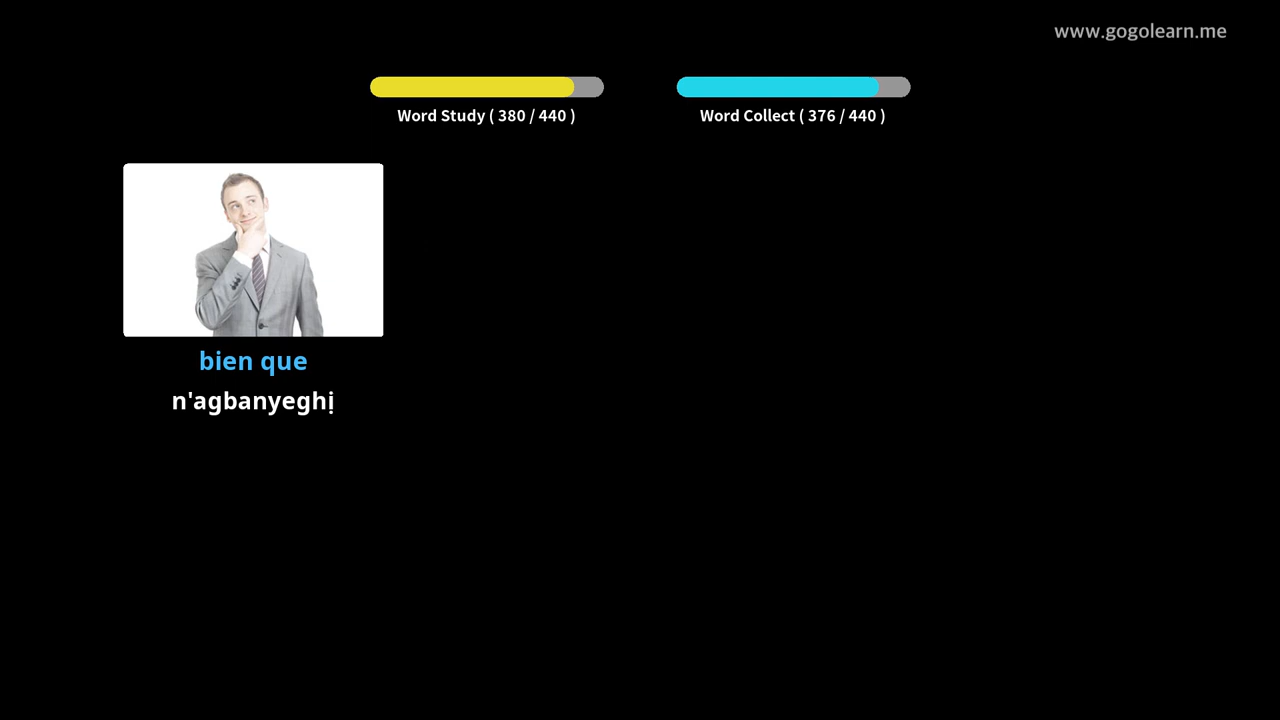 www.gogolearn.me
Word Study ( 380 / 440 )
Word Collect ( 376 / 440 )
bien que
n'agbanyeghị